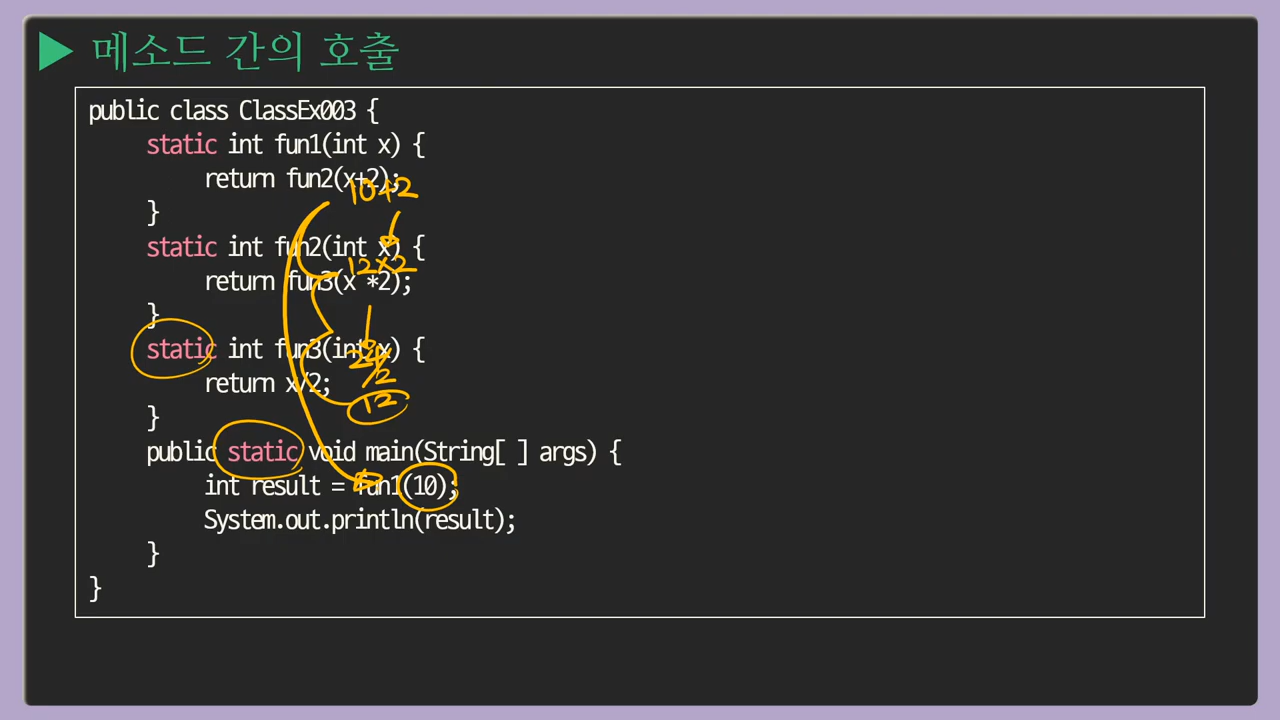 메소드 간의 호출
public class ClassEx003 {
static int fun1(int x) {
return fun2(x+2);
10+2
}
static int fun2(int x) {
12x2
return fun3(x *2);
}
static int fun3(int x) {
24
/2
return x/2;
12
}
public static void main(String[ ] args) {
int result = fun1(10);
System.out.println(result);
}
}